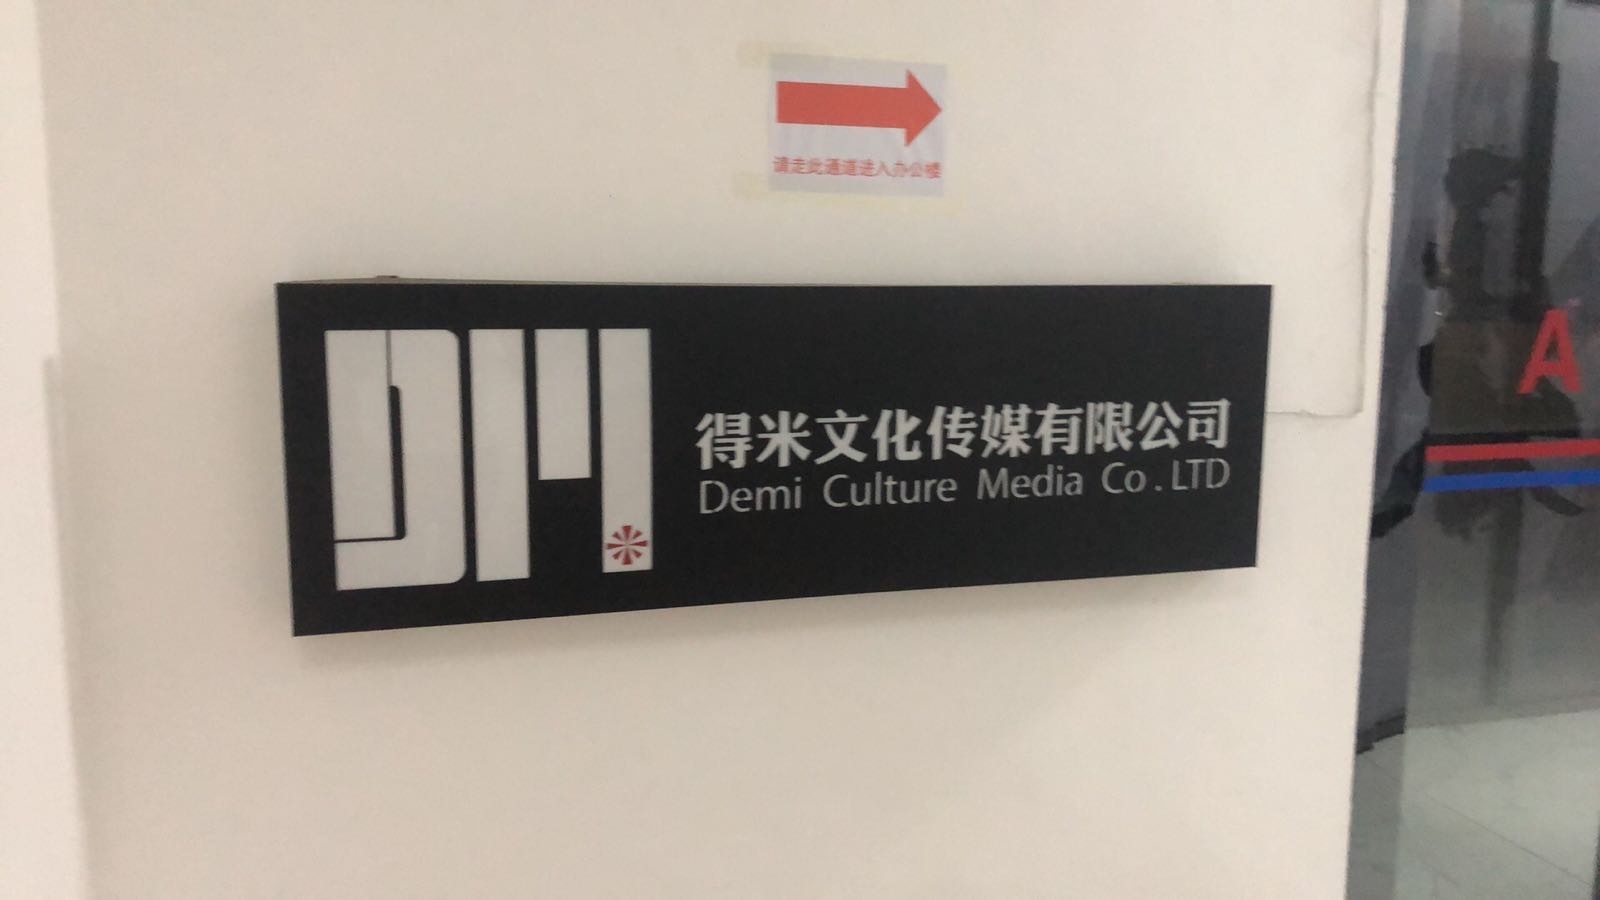 请走此通道进入办公楼
DM
得米文化传媒有限公司
Demi Culture Media Co.LTD
A